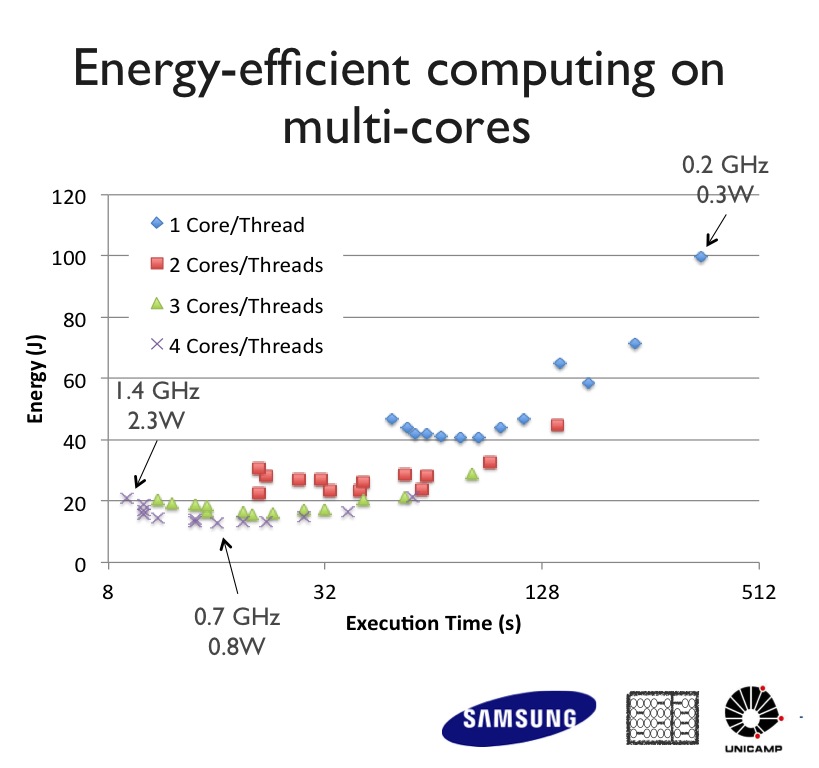 Energy-efficient computing on
multi-cores
0.2 GHz
0.3W
120
100
80
60
40
20
0
Energy (J)
1 Core/Thread
2 Cores/Threads
3 Cores/Threads
4 Cores/Threads
1.4 GHz
2.3W
8
32
128
512
0.7 GHz
0.8W
Execution Time (s)
SAMSUNG
UNICAMP